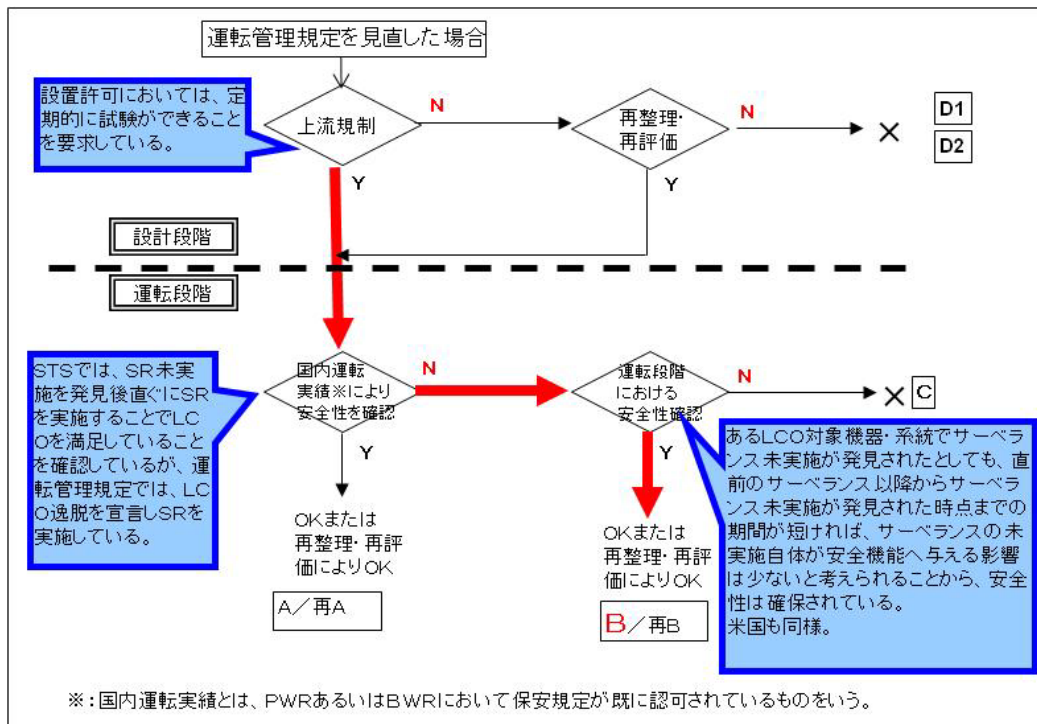 運転管理規定を見直した場合
設置許可においては、定
期的に試験ができること
を要求している。
上流規制
N
再整理・
再評価
N
×
D1
D2
Y
Y
設計段階
運転段階
STSでは、SR未実
施を発見後直ぐにSR
を実施することでLC
Oを満足していること
を確認しているが、運
転管理規定では、LC
O逸脱を宣言しSRを
実施している。
国内運転
実績※により
安全性を確認
N
運転段階
における
安全性確認
N
×
C
Y
Y
OKまたは
再整理・再評
価によりOK
A/再A
OKまたは
再整理・再評
価によりOK
B/再B
あるLCO対象機器・系統でサーベラ
ンス未実施が発見されたとしても、直
前のサーベランス以降からサーベラ
ンス未実施が発見された時点までの
期間が短ければ、サーベランスの未
実施自体が安全機能へ与える影響
は少ないと考えられることから、安全
性は確保されている。
米国も同様。
※：国内運転実績とは、PWRあるいはBWRにおいて保安規定が既に認可されているものをいう。